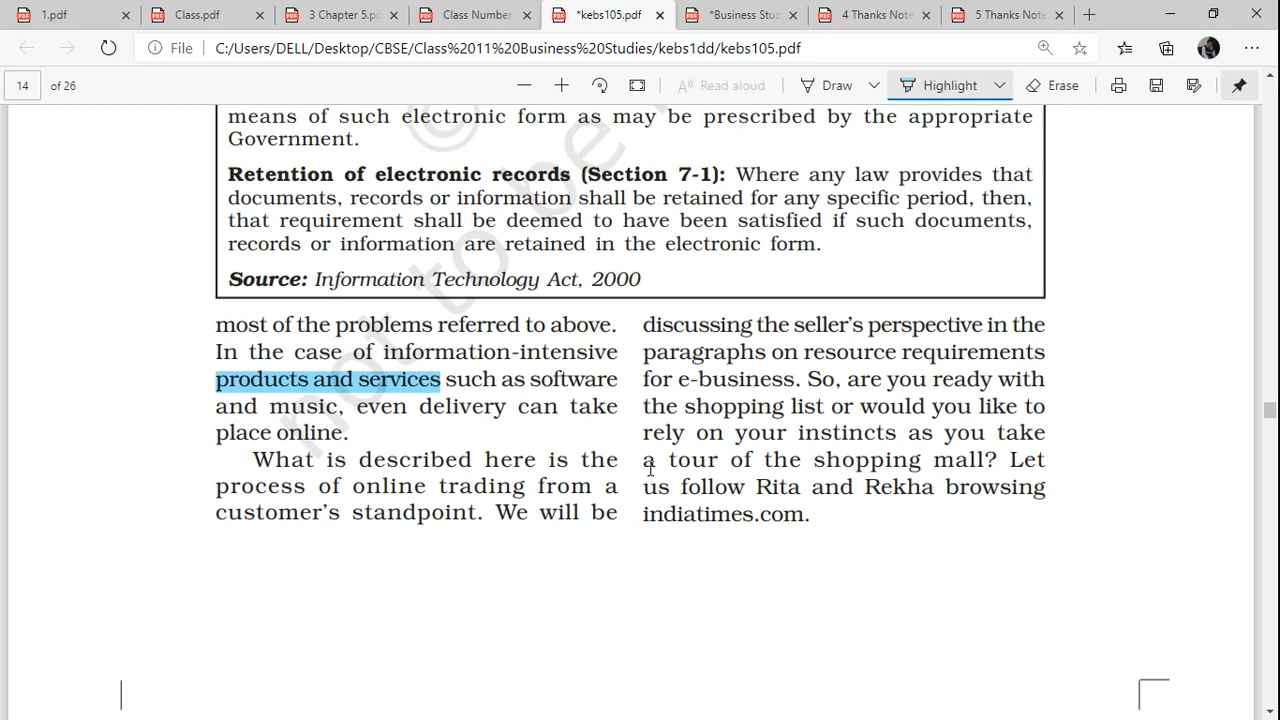 1.pdf
Class.pdf
3 Chapter 5.pd
Class Number
*kebs105.pdf
*Business Stud
4 Thanks Note
5 Thanks Note
File
C:/Users/DELL/Desktop/CBSE/Class%2011%20Business%20Studies/kebs1dd/kebs105.pdf
14 of 26
Read aloud
Draw
Highlight
Erase
means of such electronic form as may be prescribed by the appropriate
Government.
Retention of electronic records (Section 7-1): Where any law provides that
documents, records or information shall be retained for any specific period, then,
that requirement shall be deemed to have been satisfied if such documents,
records or information are retained in the electronic form.
Source: Information Technology Act, 2000
most of the problems referred to above.
In the case of information-intensive
products and services such as software
and music, even delivery can take
place online.
What is described here is the
process of online trading from a
customer's standpoint. We will be
discussing the seller's perspective in the
paragraphs on resource requirements
for e-business. So, are you ready with
the shopping list or would you like to
rely on your instincts as you take
a tour of the shopping mall? Let
us follow Rita and Rekha browsing
indiatimes.com.
©
not to be